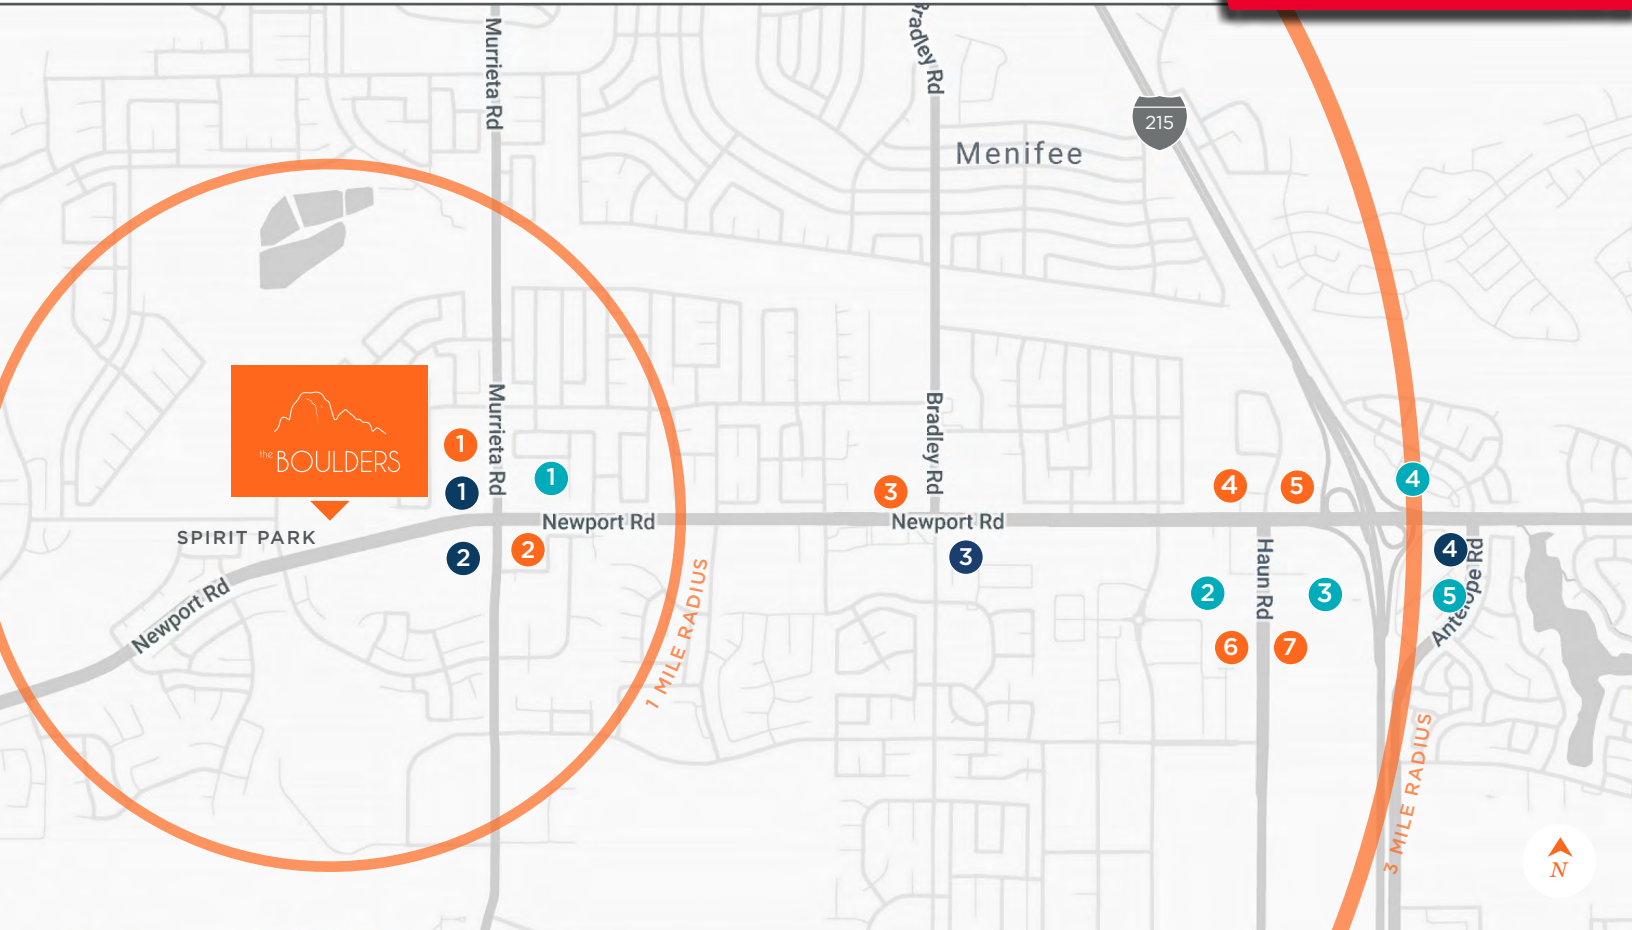 Murrieta Rd
Bradley Rd
215
Menifee
the BOULDERS
Murrieta Rd
Bradley Rd
1
1
1
3
4
5
4
SPIRIT PARK
Newport Rd
Newport Rd
2
2
3
Haun Rd
4
Antelope Rd
Newport Rd
2
3
5
6
7
1 MILE RADIUS
3 MILE RADIUS
N